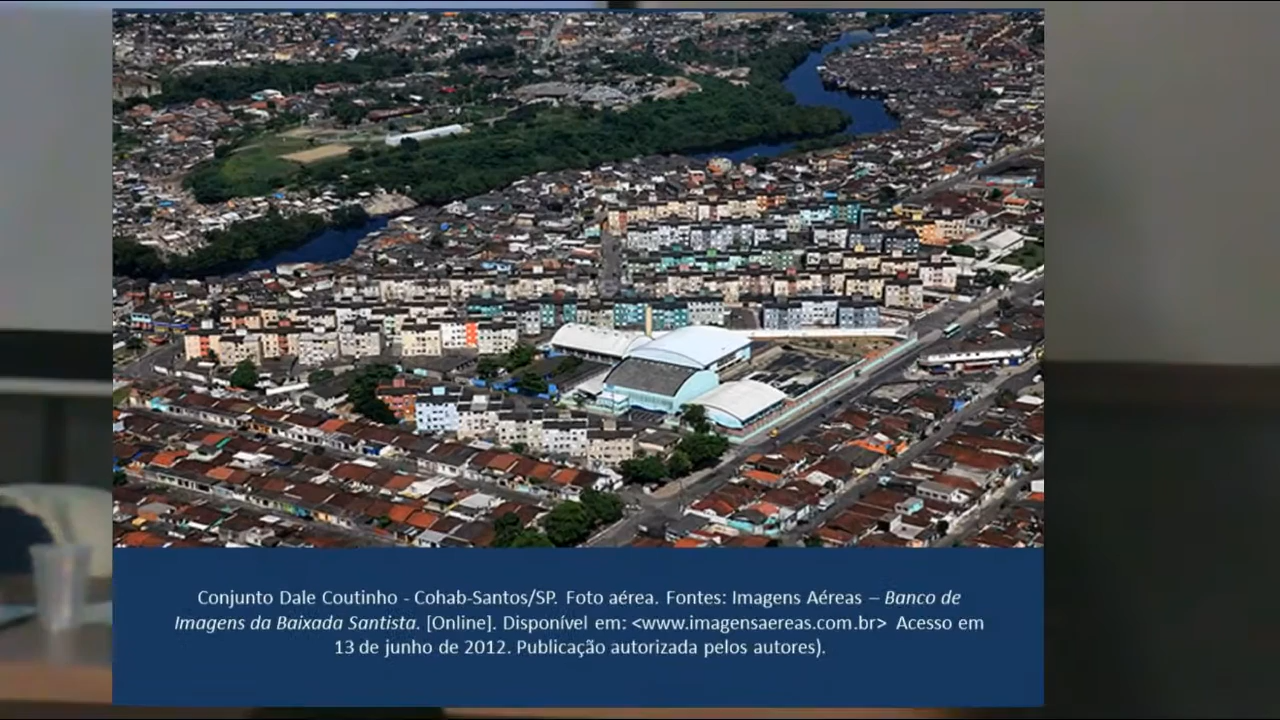 Conjunto Dale Coutinho - Cohab-Santos/SP. Foto aérea. Fontes: Imagens Aéreas – Banco de
Imagens da Baixada Santista. [Online]. Disponível em: <www.imagensaereas.com.br> Acesso em
13 de junho de 2012. Publicação autorizada pelos autores).